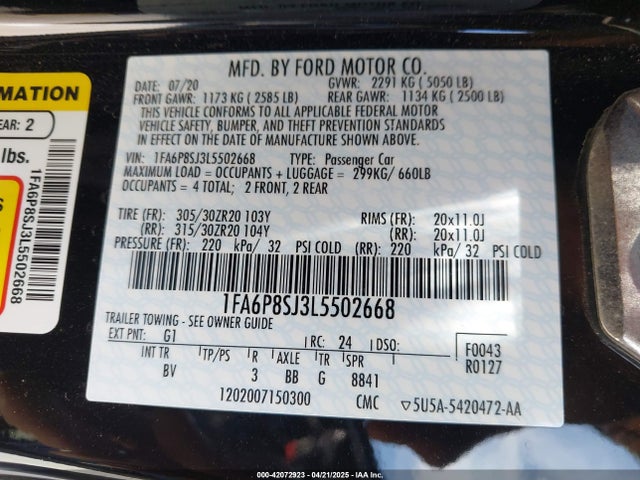 MFD. BY FORD MOTOR CO.
DATE: 07/20 GVWR: 2291 KG ( 5050 LB)
FRONT GAWR: 1173 KG ( 2585 LB) REAR GAWR: 1134 KG ( 2500 LB)
THIS VEHICLE CONFORMS TO ALL APPLICABLE FEDERAL MOTOR
VEHICLE SAFETY, BUMPER, AND THEFT PREVENTION STANDARDS
IN EFFECT ON THE DATE OF MANUFACTURE SHOWN ABOVE.
VIN: 1FA6P8SJ3L5502668 TYPE: Passenger Car
MAXIMUM LOAD = OCCUPANTS + LUGGAGE = 299KG/ 660LB
OCCUPANTS = 4 TOTAL; 2 FRONT, 2 REAR
TIRE (FR): 305/30ZR20 103Y RIMS (FR): 20x11.0J
(RR): 315/30ZR20 104Y (RR): 20x11.0J
PRESSURE (FR): 220 kPa/ 32 PSI COLD (RR): 220 kPa/ 32 PSI COLD
1FA6P8SJ3L5502668
TRAILER TOWING - SEE OWNER GUIDE
EXT PNT: G1 RC: 24 DSO: F0043
R0127
INT TR TP/PS R AXLE TR SPR
BV 3 BB G 8841
1202007150300 CMC 5U5A-5420472-AA
ORMATION
EAR: 2
lbs.
1FA6P8SJ3L5502668
000-42072923 - 04/21/2025 - Copyright IAA, LLC